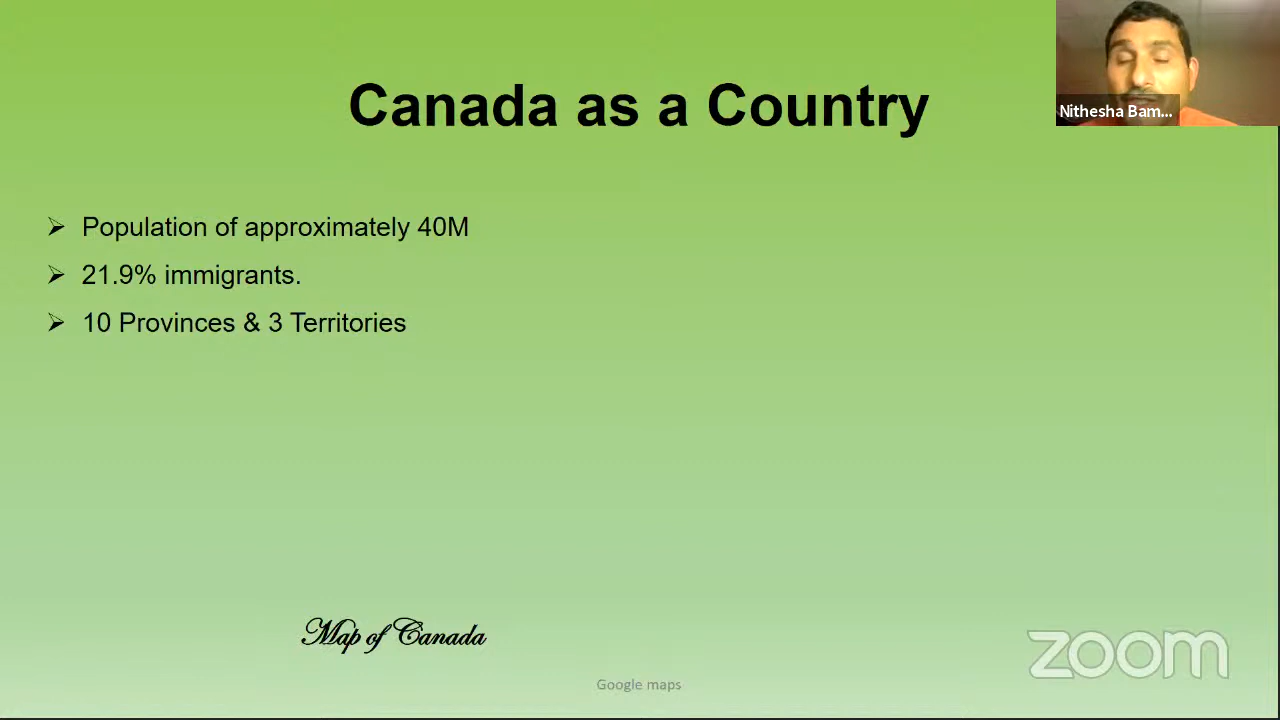 Canada as a Country
Nithesha Bam...
➢ Population of approximately 40M
➢ 21.9% immigrants.
➢ 10 Provinces & 3 Territories
Map of Canada
zoom
Google maps